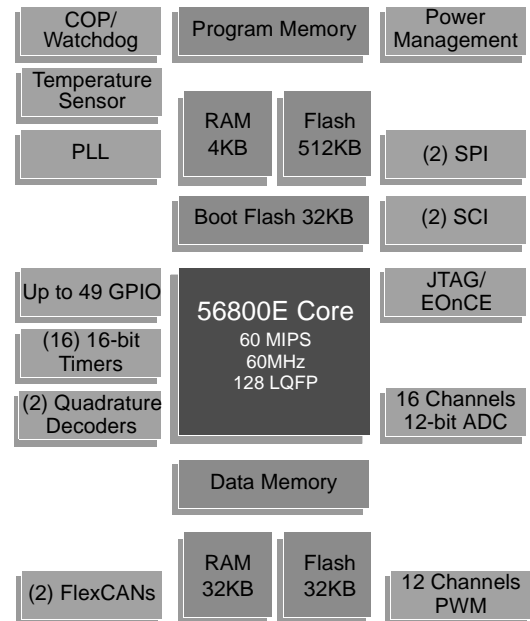 COP/
Watchdog
Program Memory
Power
Management
Temperature
Sensor
RAM
4KB
Flash
512KB
PLL
(2) SPI
Boot Flash 32KB
(2) SCI
Up to 49 GPIO
56800E Core
60 MIPS
60MHz
128 LQFP
JTAG/
EOnCE
(16) 16-bit
Timers
(2) Quadrature
Decoders
16 Channels
12-bit ADC
Data Memory
RAM
32KB
Flash
32KB
(2) FlexCANs
12 Channels
PWM